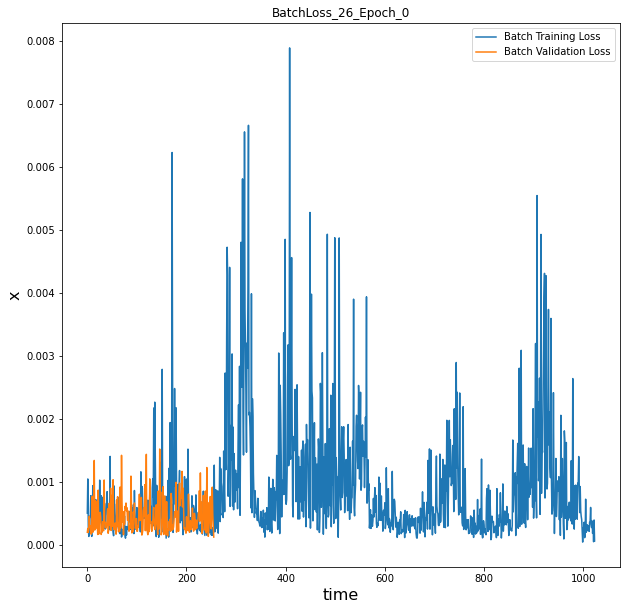 BatchLoss_26_Epoch_0
Batch Training Loss
Batch Validation Loss
0.008
0.007
0.006
0.005
0.004
0.003
0.002
0.001
0.000
x
0 200 400 600 800 1000
time